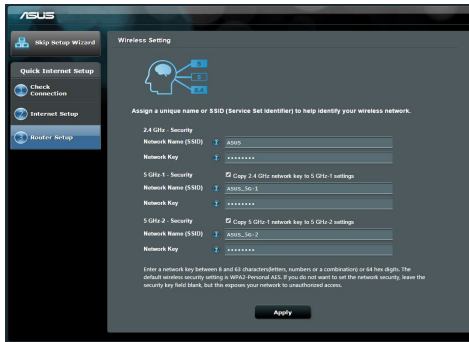 ASUS
Skip Setup Wizard
Quick Internet Setup
1 Check
Connection
2 Internet Setup
3 Router Setup
Wireless Setting
5
5
2.4
Assign a unique name or SSID (Service Set Identifier) to help identify your wireless network.
2.4 GHz - Security
Network Name (SSID) ASUS
Network Key ••••••••
5 GHz-1 - Security Copy 2.4 GHz network key to 5 GHz-1 settings
Network Name (SSID) ASUS_5G-1
Network Key ••••••••
5 GHz-2 - Security Copy 5 GHz-1 network key to 5 GHz-2 settings
Network Name (SSID) ASUS_5G-2
Network Key ••••••••
Enter a network key between 8 and 63 characters(letters, numbers or a combination) or 64 hex digits. The
default wireless security setting is WPA2-Personal AES. If you do not want to set the network security, leave the
security key field blank, but this exposes your network to unauthorized access.
Apply